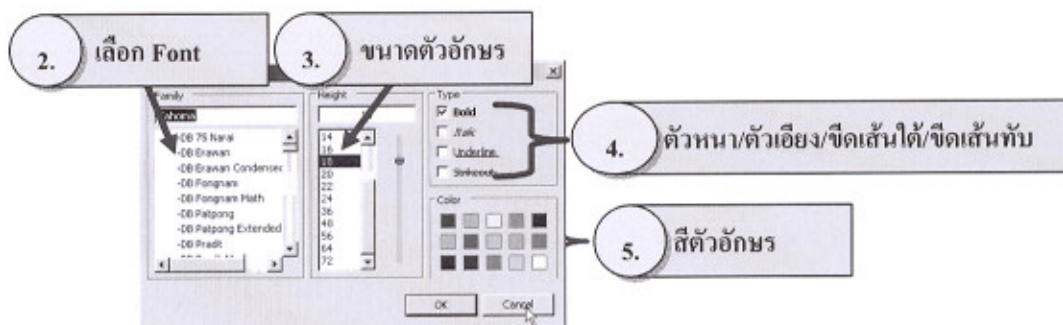 2. เลือก Font
3. ขนาดตัวอักษร
Family
Tahoma
-DB 75 Narai
-DB Erawan
-DB Erawan Condensed
-DB Fongnam
-DB Fongnam Math
-DB Patpong
-DB Patpong Extended
-DB Pradit
Height
14
16
18
20
22
24
36
48
56
64
72
Type
Bold
Italic
Underline
Strikeout
4. ตัวหนา/ตัวเอียง/ขีดเส้นใต้/ขีดเส้นทับ
Color
5. สีตัวอักษร
OK
Cancel